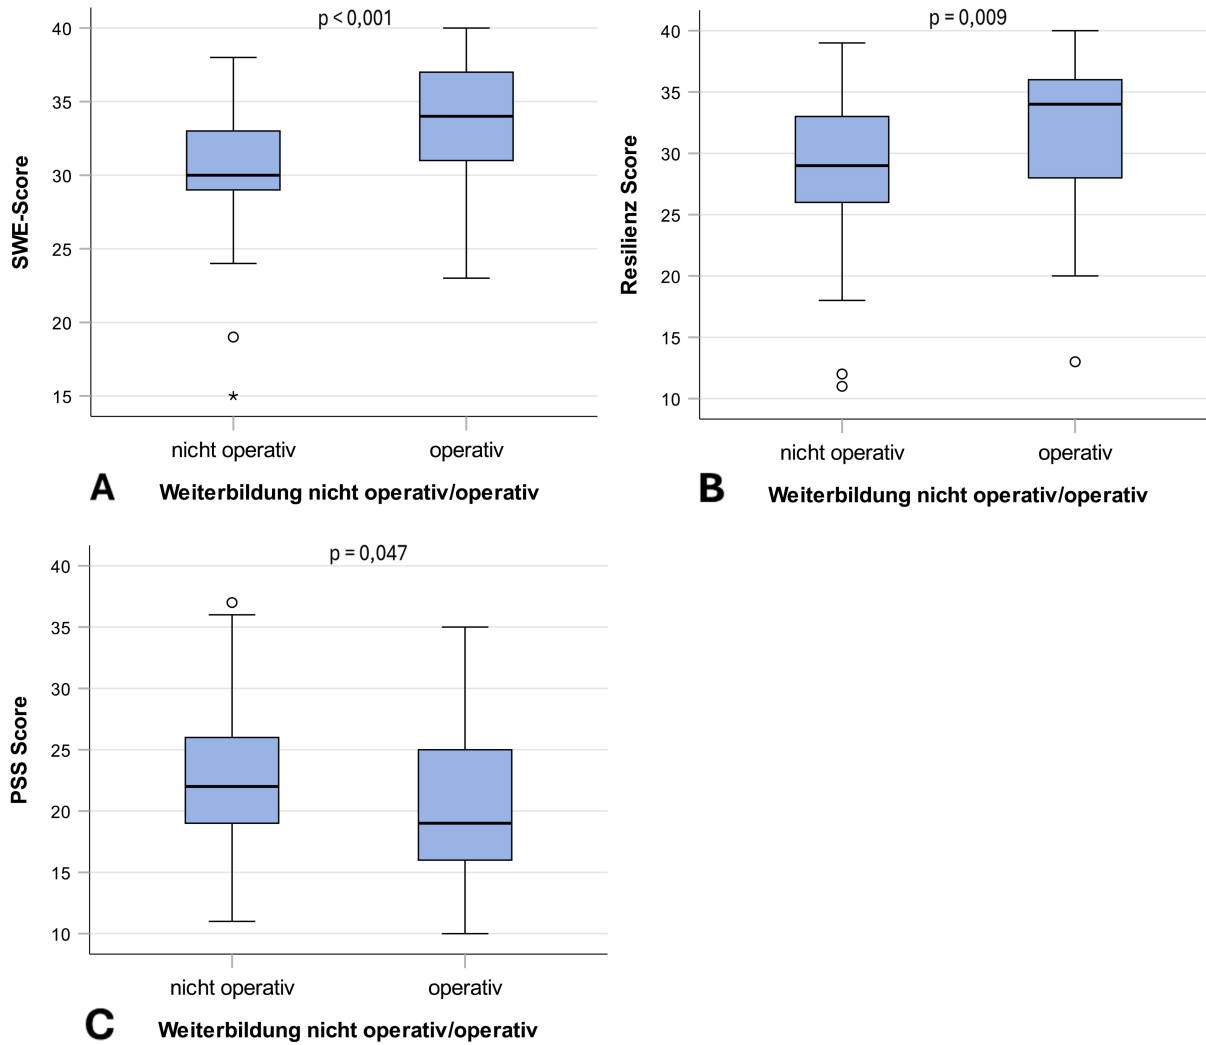 p < 0,001
40
35
30
25
20
15
SWE-Score
nicht operativ operativ
A Weiterbildung nicht operativ/operativ
p = 0,009
40
35
30
25
20
15
10
Resilienz Score
nicht operativ operativ
B Weiterbildung nicht operativ/operativ
p = 0,047
40
35
30
25
20
15
10
PSS Score
nicht operativ operativ
C Weiterbildung nicht operativ/operativ